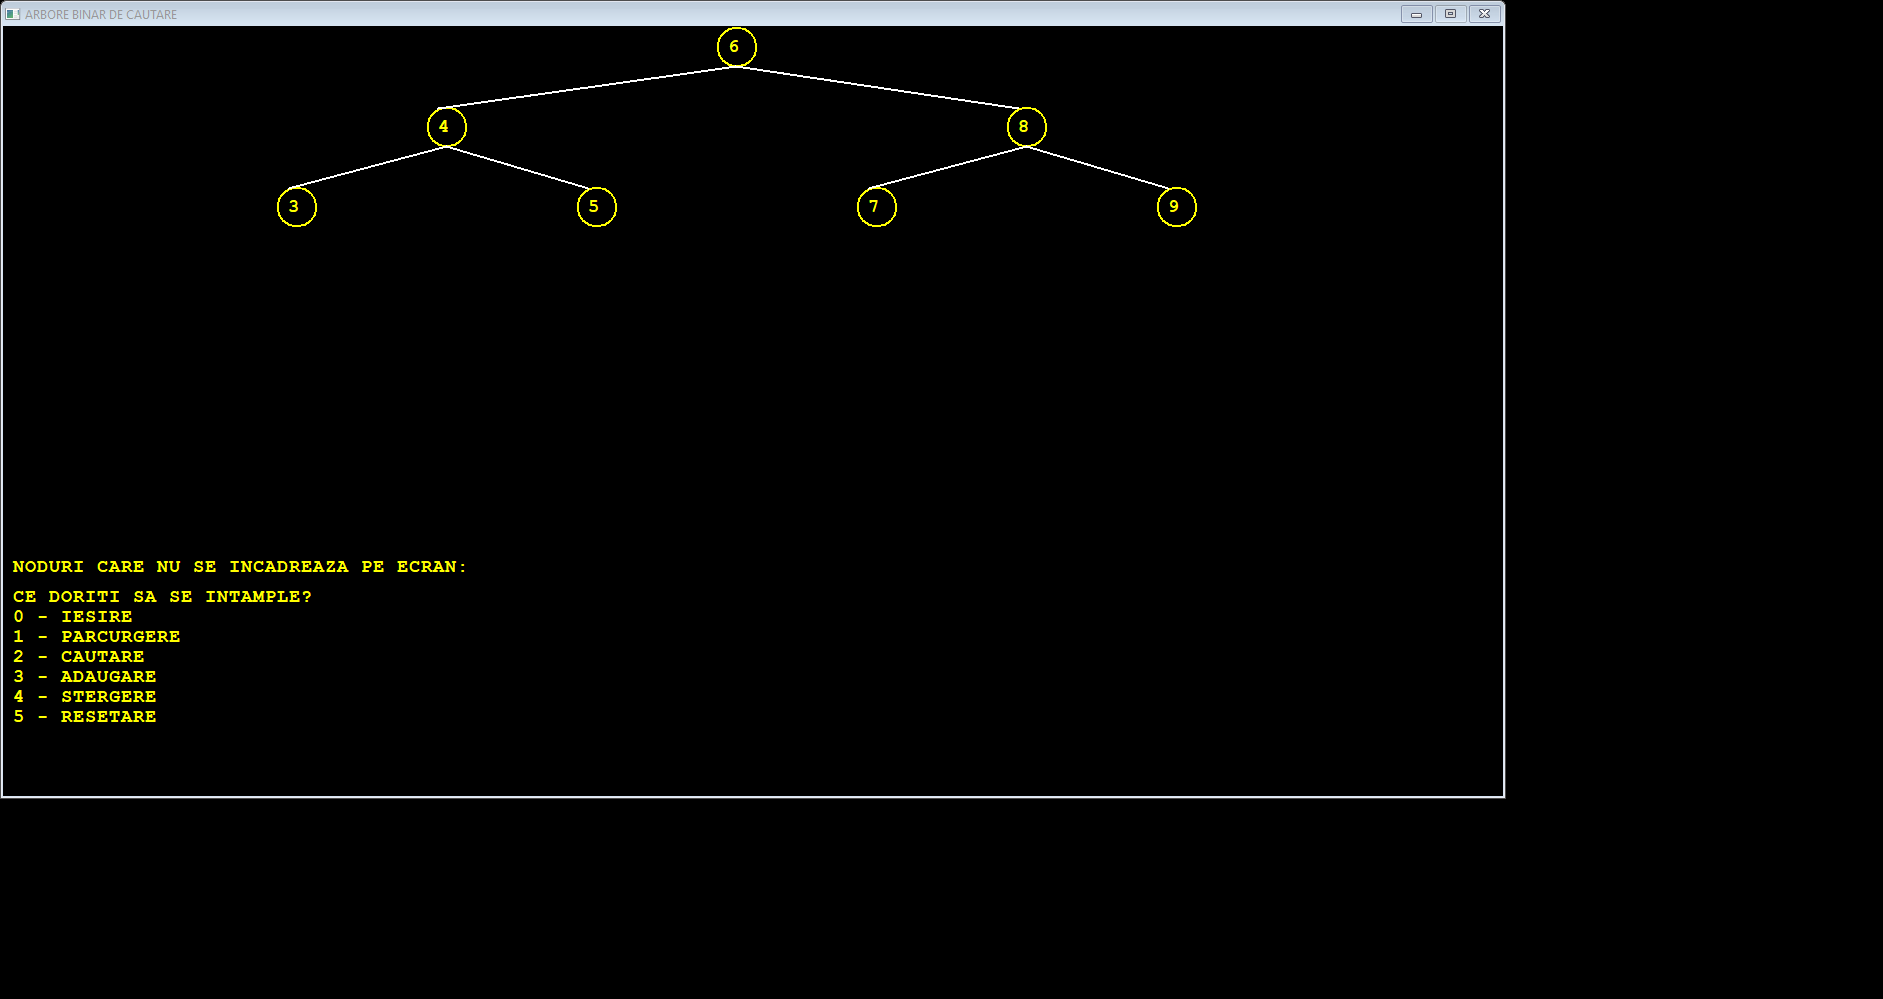 ARBORE BINAR DE CAUTARE
6
4 8
3 5 7 9
NODURI CARE NU SE INCADREAZA PE ECRAN:
CE DORITI SA SE INTAMPLE?
0 - IESIRE
1 - PARCURGERE
2 - CAUTARE
3 - ADAUGARE
4 - STERGERE
5 - RESETARE